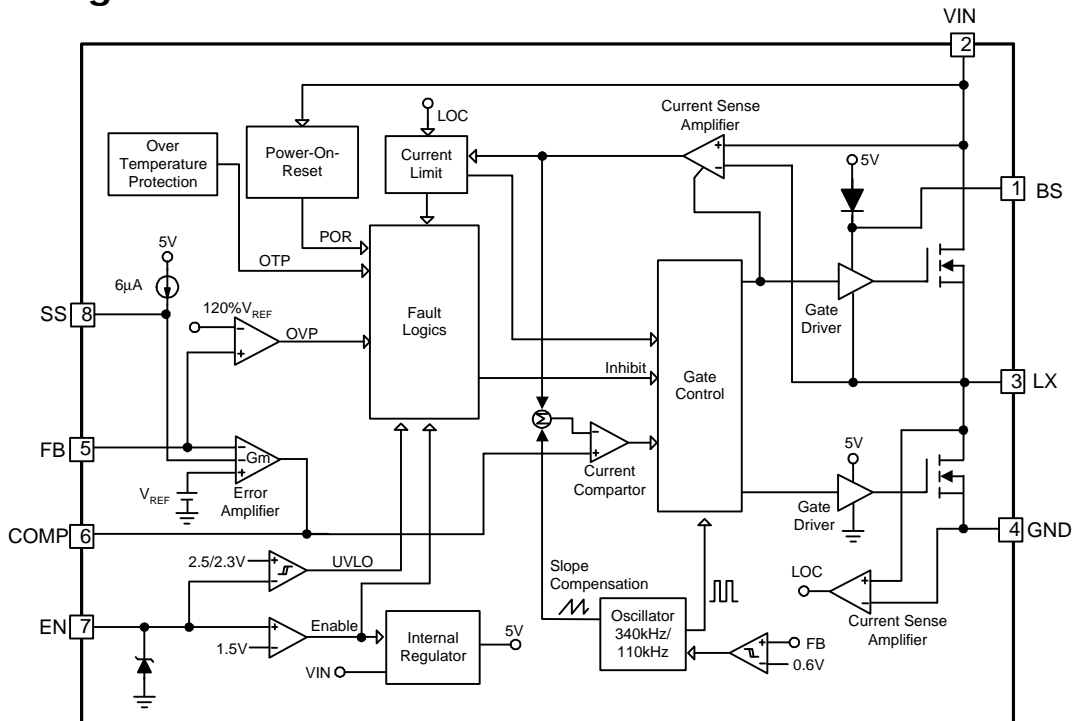 VIN
2
LOC
Current Sense
Amplifier
Over
Temperature
Protection
Power-On-
Reset
Current
Limit
5V
1
BS
POR
OTP
5V
6μA
SS
8
120%VREF
OVP
Fault
Logics
Gate
Driver
Inhibit
Gate
Control
3
LX
Σ
FB
5
Gm
Error
Amplifier
VREF
Current
Compartor
5V
Gate
Driver
COMP
6
4
GND
2.5/2.3V
UVLO
Slope
Compensation
LOC
Current Sense
Amplifier
EN
7
Enable
1.5V
Internal
Regulator
5V
VIN
Oscillator
340kHz/
110kHz
FB
0.6V